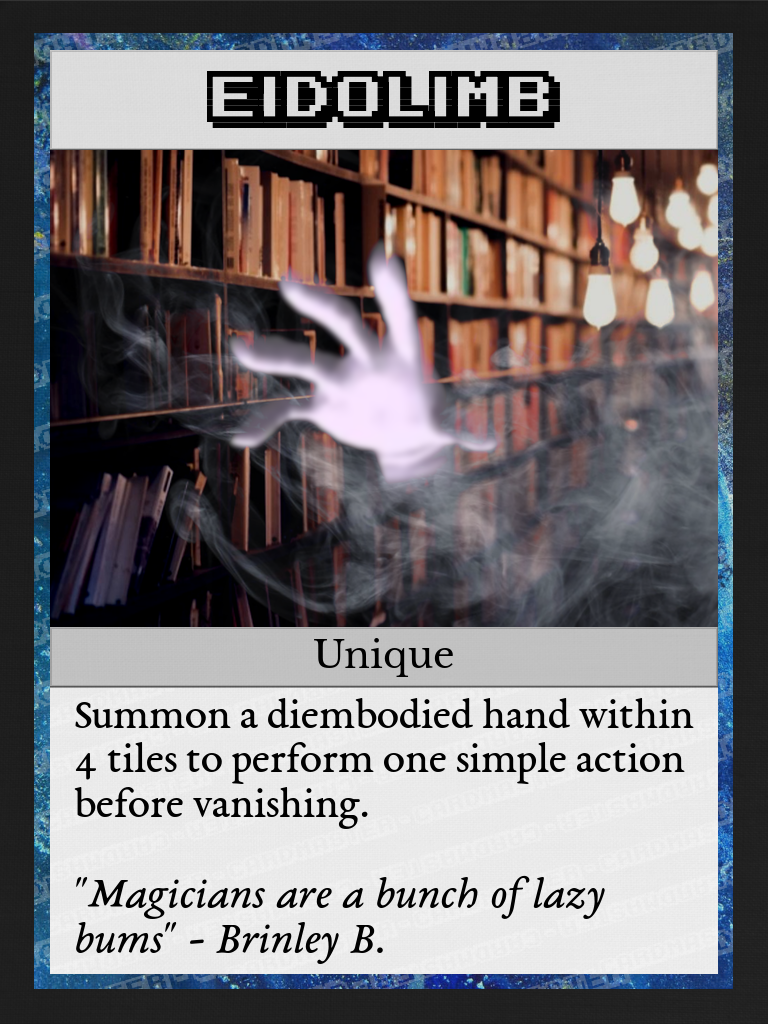 EIDOLIMB
Unique
Summon a diembodied hand within
4 tiles to perform one simple action
before vanishing.
"Magicians are a bunch of lazy
bums" - Brinley B.